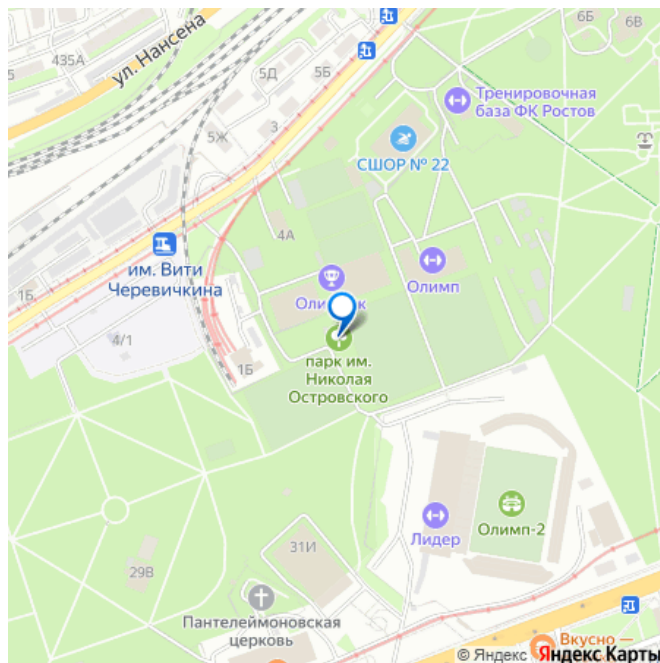 435А
ул. Нансена
5
5Д
5Б
6Б
6В
Тренировочная
база ФК Ростов
5Ж
3
СШОР № 22
4А
им. Вити
Черевичкина
Олимп
1Б
4/1
1Б
парк им.
Николая
Островского
Лидер
Олимп-2
31И
29В
Пантелеймоновская
церковь
Вкусно —
© Яндекс Яндекс Карты